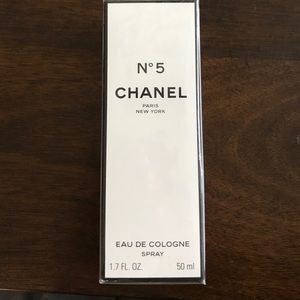 N°5
CHANEL
PARIS
NEW YORK
EAU DE COLOGNE
SPRAY
1.7 FL. OZ. 50 ml